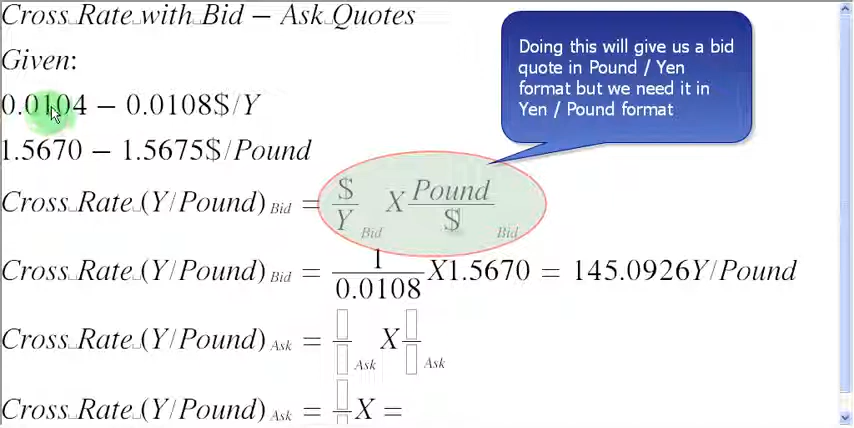 Cross Rate with Bid – Ask Quotes
Given:
0.0104 – 0.0108$/Y
1.5670 – 1.5675$/Pound
Cross Rate (Y/Pound) Bid = $/Y Bid X Pound/$ Bid
Cross Rate (Y/Pound) Bid = 1/0.0108 X1.5670 = 145.0926Y/Pound
Cross Rate (Y/Pound) Ask = Ask X Ask
Cross Rate (Y/Pound) Ask = X =
Doing this will give us a bid
quote in Pound / Yen
format but we need it in
Yen / Pound format